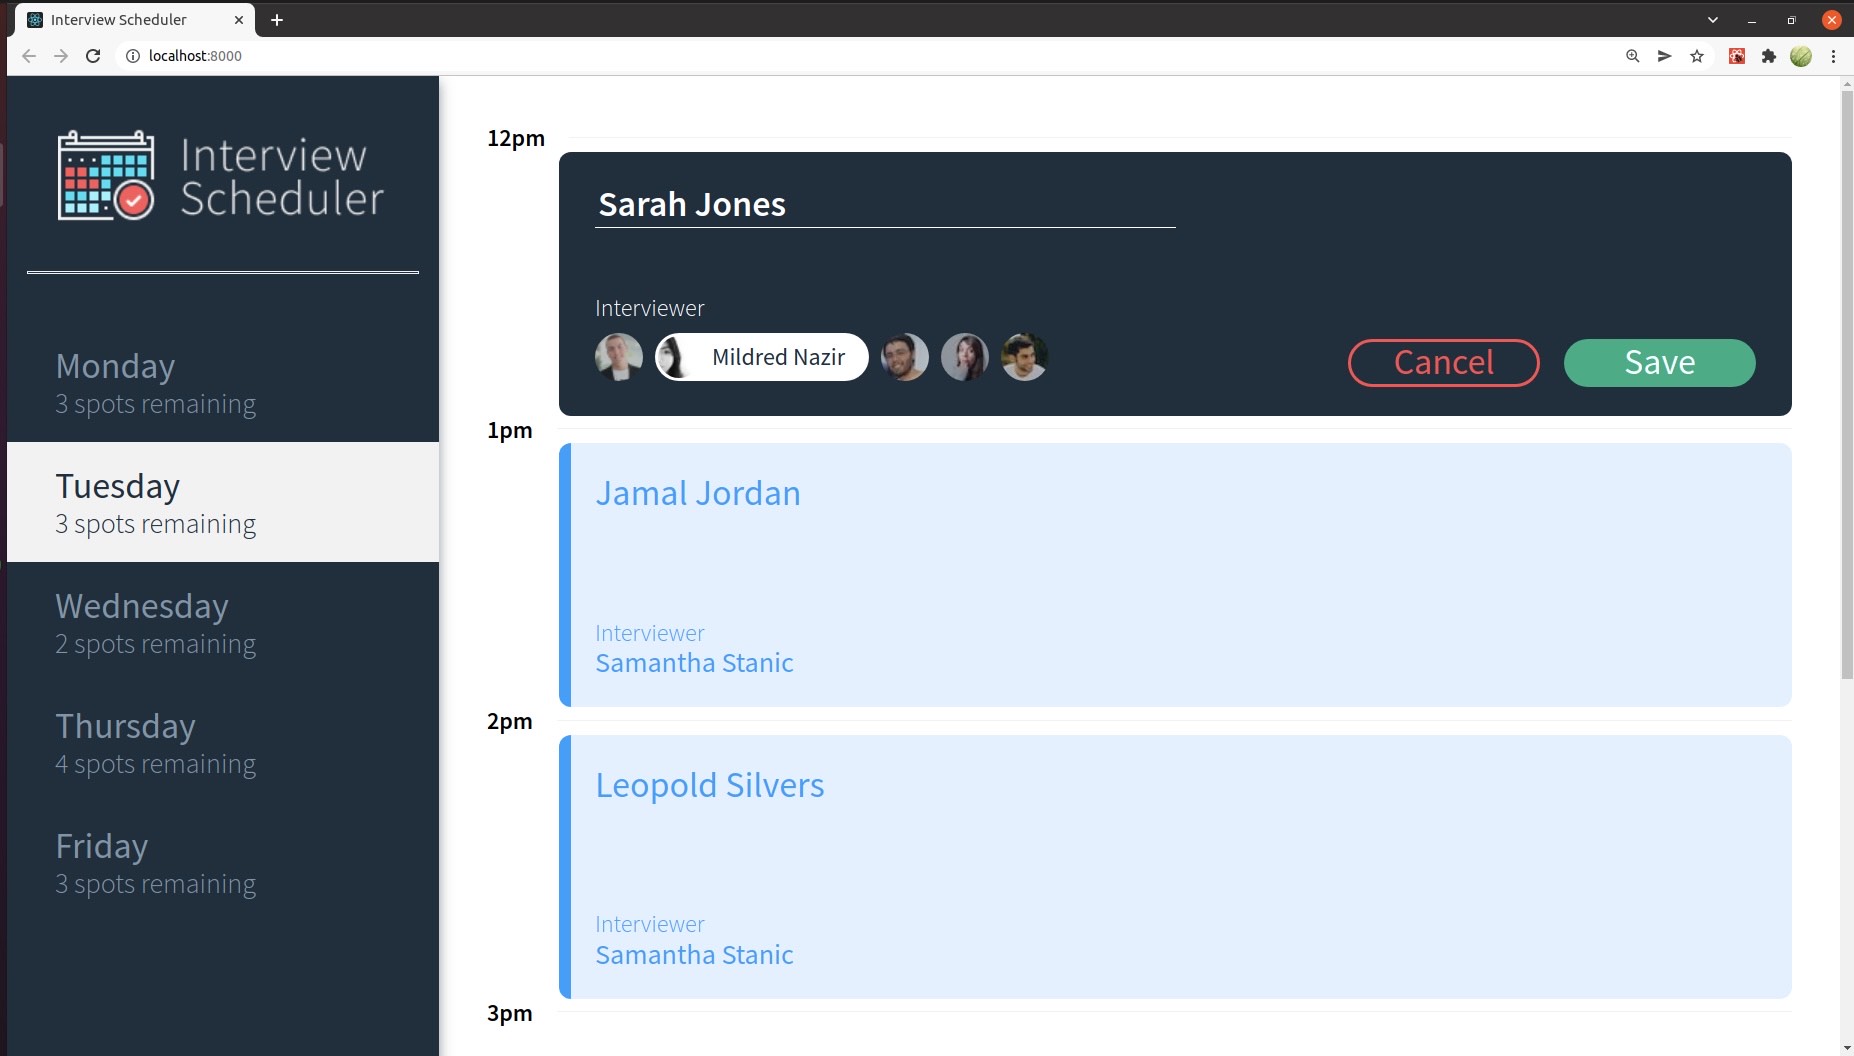 Interview Scheduler
localhost:8000
Interview
Scheduler
Monday
3 spots remaining
Tuesday
3 spots remaining
Wednesday
2 spots remaining
Thursday
4 spots remaining
Friday
3 spots remaining
12pm
Sarah Jones
Interviewer
Mildred Nazir
Cancel
Save
1pm
Jamal Jordan
Interviewer
Samantha Stanic
2pm
Leopold Silvers
Interviewer
Samantha Stanic
3pm